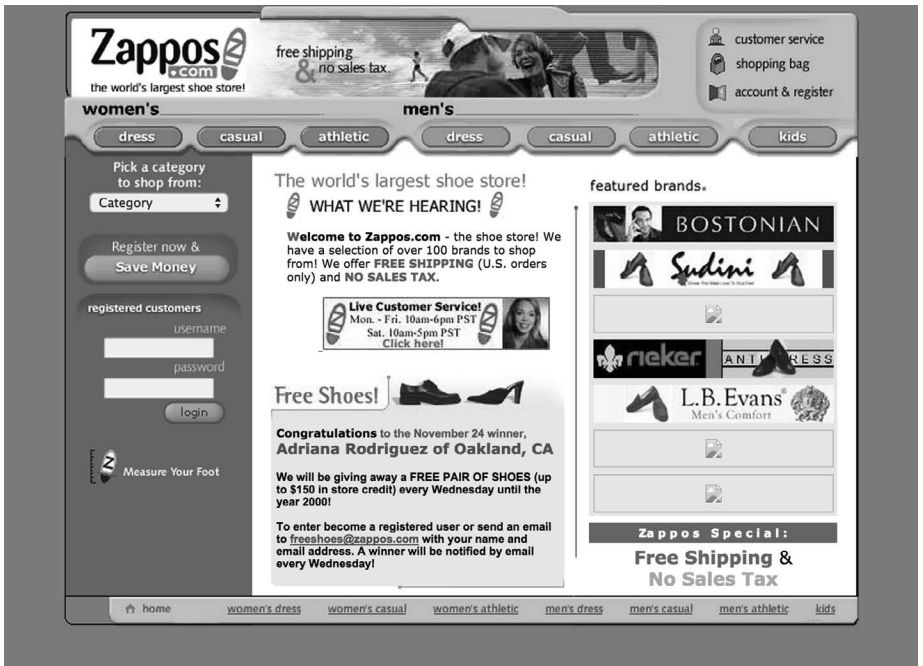 Zappos
.com
the world's largest shoe store!
free shipping
& no sales tax.
customer service
shopping bag
account & register
women's
men's
dress
casual
athletic
dress
casual
athletic
kids
Pick a category
to shop from:
Category
Register now &
Save Money
registered customers
username
password
login
Measure Your Foot
The world's largest shoe store!
WHAT WE'RE HEARING!
Welcome to Zappos.com - the shoe store! We
have a selection of over 100 brands to shop
from! We offer FREE SHIPPING (U.S. orders
only) and NO SALES TAX.
Live Customer Service!
Mon. - Fri. 10am-6pm PST
Sat. 10am-5pm PST
Click here!
Free Shoes!
Congratulations to the November 24 winner,
Adriana Rodriguez of Oakland, CA
We will be giving away a FREE PAIR OF SHOES (up
to $150 in store credit) every Wednesday until the
year 2000!
To enter become a registered user or send an email
to freeshoes@zappos.com with your name and
email address. A winner will be notified by email
every Wednesday!
featured brands.
BOSTONIAN
Sudini
rieker
L.B.Evans®
Men's Comfort
Zappos Special:
Free Shipping &
No Sales Tax
home
women's dress
women's casual
women's athletic
men's dress
men's casual
men's athletic
kids